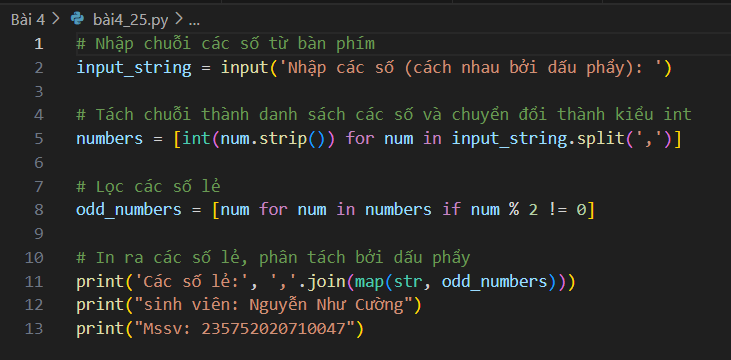 Bài 4 > bài4_25.py > ...
1 # Nhập chuỗi các số từ bàn phím
2 input_string = input('Nhập các số (cách nhau bởi dấu phẩy): ')
3
4 # Tách chuỗi thành danh sách các số và chuyển đổi thành kiểu int
5 numbers = [int(num.strip()) for num in input_string.split(',')]
6
7 # Lọc các số lẻ
8 odd_numbers = [num for num in numbers if num % 2 != 0]
9
10 # In ra các số lẻ, phân tách bởi dấu phẩy
11 print('Các số lẻ:', ','.join(map(str, odd_numbers)))
12 print("sinh viên: Nguyễn Như Cường")
13 print("Mssv: 235752020710047")